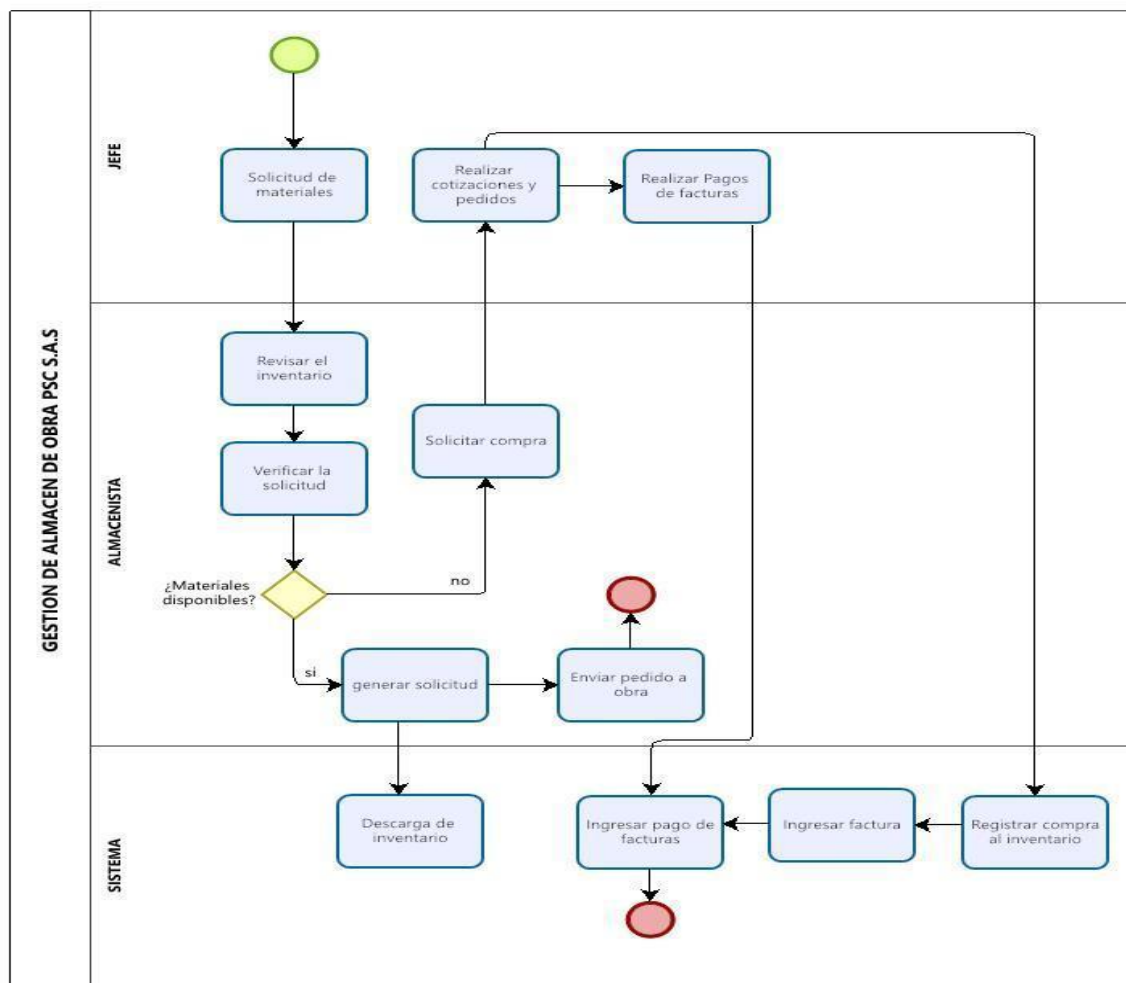 GESTION DE ALMACEN DE OBRA PSC S.A.S
JEFE
Solicitud de
materiales
Realizar
cotizaciones y
pedidos
Realizar Pagos
de facturas
ALMACENISTA
Revisar el
inventario
Verificar la
solicitud
Solicitar compra
¿Materiales
disponibles?
no
si
generar solicitud
Enviar pedido a
obra
SISTEMA
Descarga de
inventario
Ingresar pago de
facturas
Ingresar factura
Registrar compra
al inventario